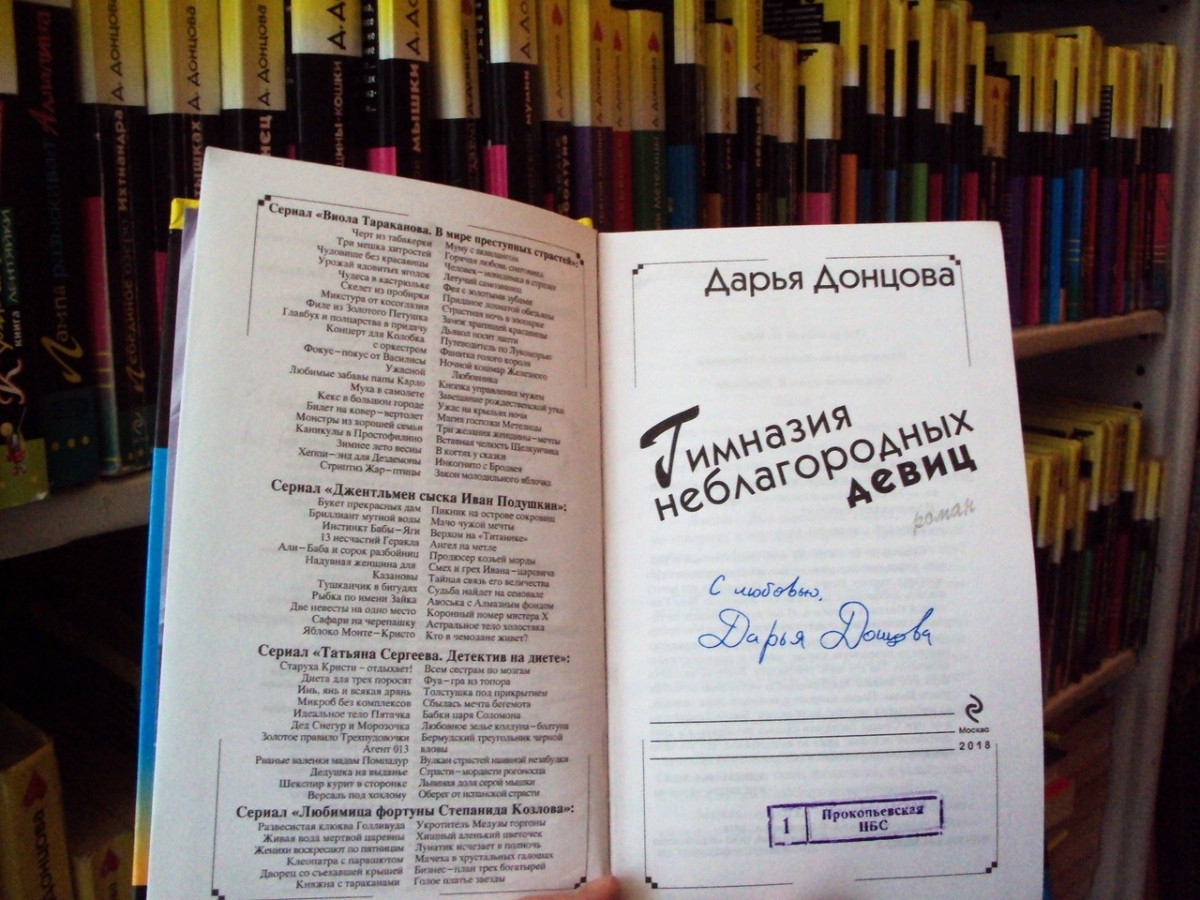 Сериал «Виола Тараканова. В мире преступных страстей»:
Черт из табакерки
Три мешка хитростей
Чудовище без красавицы
Урожай ядовитых ягодок
Чудеса в кастрюльке
Скелет из пробирки
Микстура от косоглазия
Филе из Золотого Петушка
Главбух и полцарства в придачу
Концерт для Колобка
с оркестром
Фокус-покус от Василисы
Ужасной
Любимые забавы папы Карло
Муха в самолете
Кекс в большом городе
Билет на ковер-вертолет
Монстры из хорошей семьи
Каникулы в Простофилино
Зимнее лето весны
Хеппи-энд для Дездемоны
Стриптиз Жар-птицы
Муму с аквалангом
Горячая любовь снеговика
Человек-невидимка в стразах
Летучий самозванец
Фея с золотыми зубами
Приданое лохматой обезьяны
Страстная ночь в зоопарке
Замок храпящей красавицы
Дьявол носит лапти
Путеводитель по Лукоморью
Фанатка голого короля
Ночной кошмар Железного
Любовника
Кнопка управления мужем
Завещание рождественской утки
Ужас на крыльях ночи
Магия госпожи Метелицы
Три желания женщины-мечты
Вставная челюсть Щелкунчика
В когтях у сказки
Инкогнито с Бродвея
Закон молодильного яблочка
Сериал «Джентльмен сыска Иван Подушкин»:
Букет прекрасных дам
Бриллиант мутной воды
Инстинкт Бабы-Яги
13 несчастий Геракла
Али-Баба и сорок разбойниц
Надувная женщина для
Казановы
Тушканчик в бигудях
Рыбка по имени Зайка
Две невесты на одно место
Сафари на черепашку
Яблоко Монте-Кристо
Пикник на острове сокровищ
Мачо чужой мечты
Верхом на «Титанике»
Ангел на метле
Продюсер козьей морды
Смех и грех Ивана-царевича
Тайная связь его величества
Судьба найдет на сеновале
Авоська с Алмазным фондом
Коронный номер мистера Х
Астральное тело холостяка
Кто в чемодане живет?
Сериал «Татьяна Сергеева. Детектив на диете»:
Старуха Кристи – отдыхает!
Диета для трех поросят
Инь, янь и всякая дрянь
Микроб без комплексов
Идеальное тело Пятачка
Дед Снегур и Морозочка
Золотое правило Трехпудовочки
Агент 013
Рваные валенки мадам Помпадур
Дедушка на выданье
Шекспир курит в сторонке
Версаль под хохлому
Всем сестрам по мозгам
Фуа-гра из топора
Толстушка под прикрытием
Сбылась мечта бегемота
Бабки царя Соломона
Любовное зелье колдуна-болтуна
Бермудский треугольник черной
вдовы
Вулкан страстей наивной незабудки
Страсти-мордасти рогоносца
Львиная доля серой мышки
Оберег от испанской страсти
Сериал «Любимица фортуны Степанида Козлова»:
Развесистая клюква Голливуда
Живая вода мертвой царевны
Женихи воскресают по пятницам
Клеопатра с парашютом
Дворец со съехавшей крышей
Княжна с тараканами
Укротитель Медузы горгоны
Хищный аленький цветочек
Лунатик исчезает в полночь
Мачеха в хрустальных галошах
Бизнес-план трех богатырей
Голое платье звезды
Дарья Донцова
Гимназия
неблагородных
девиц
роман
С любовью,
Дарья Донцова
Москва
2018
1
Прокопьевская
НБС
Д. Донцова
Д. Донцова
Д. Донцова